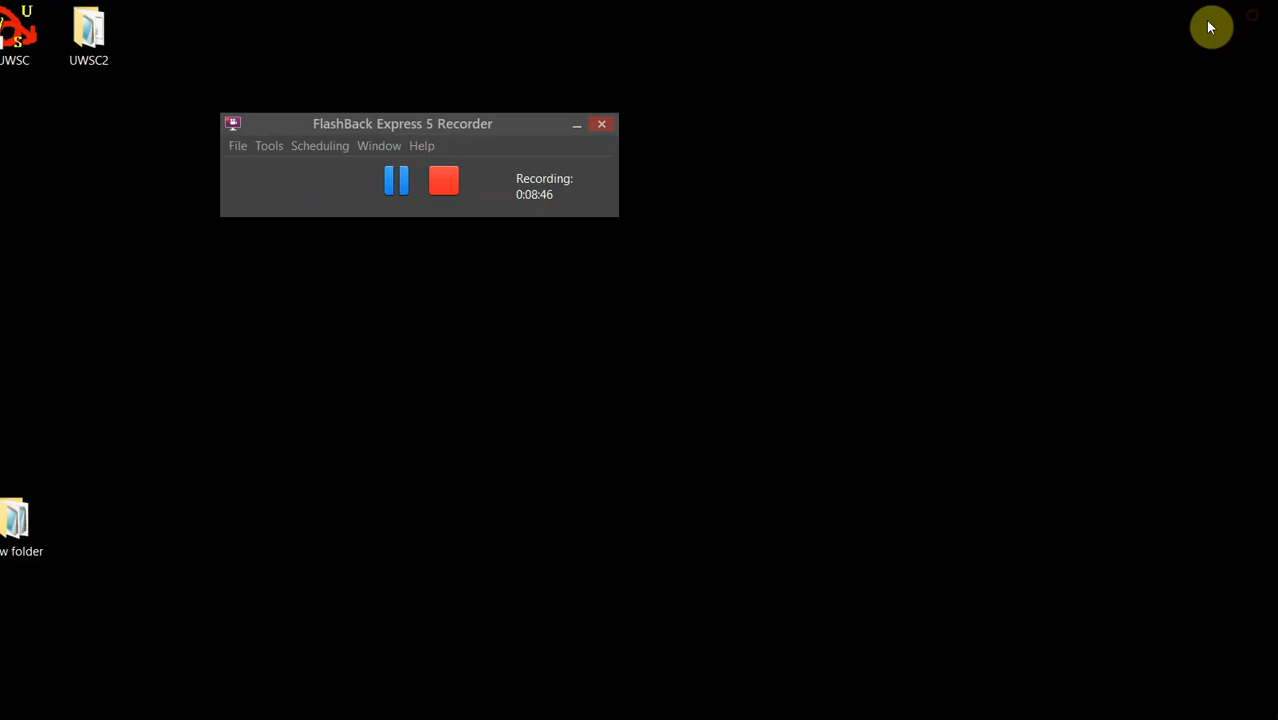 U
S
UWSC
UWSC2
FlashBack Express 5 Recorder
File Tools Scheduling Window Help
Recording:
0:08:46
w folder